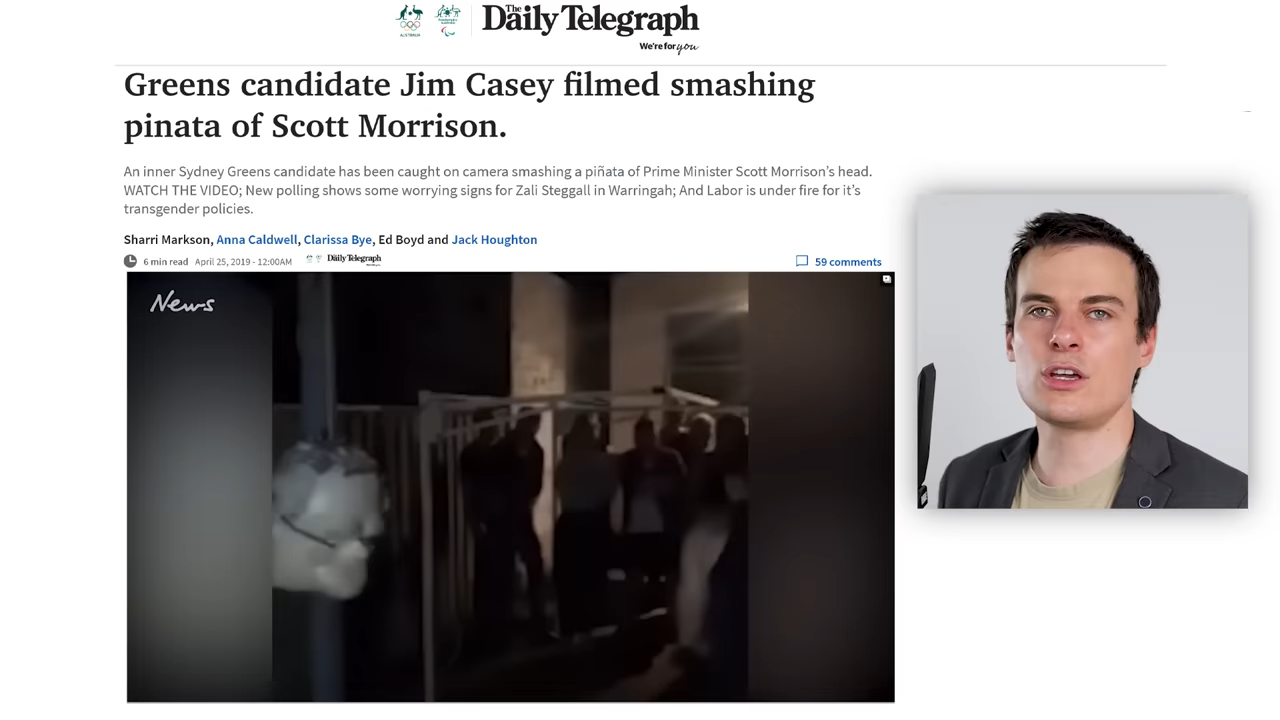 AUSTRALIA
The
Daily Telegraph
We're for you
Greens candidate Jim Casey filmed smashing
pinata of Scott Morrison.
An inner Sydney Greens candidate has been caught on camera smashing a piñata of Prime Minister Scott Morrison's head.
WATCH THE VIDEO; New polling shows some worrying signs for Zali Steggall in Warringah; And Labor is under fire for it's
transgender policies.
Sharri Markson, Anna Caldwell, Clarissa Bye, Ed Boyd and Jack Houghton
6 min read April 25, 2019 - 12:00AM Daily Telegraph 59 comments
News